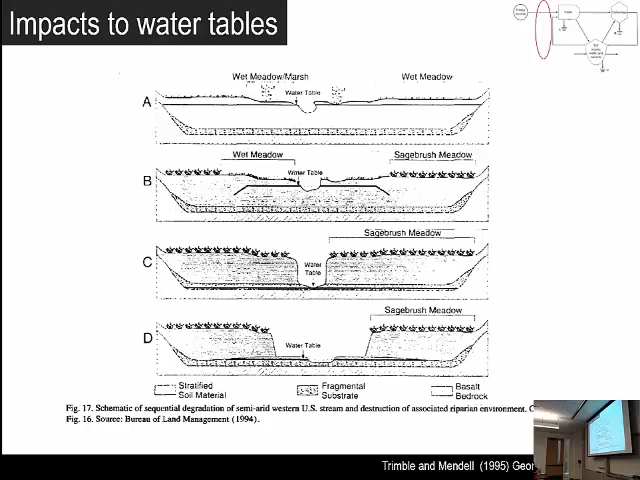 Impacts to water tables
Wet Meadow/Marsh
Wet Meadow
Water Table
A
Wet Meadow
Sagebrush Meadow
Water Table
B
Sagebrush Meadow
Water
Table
C
Sagebrush Meadow
Water Table
D
Stratified
Soil Material
Fragmental
Substrate
Basalt
Bedrock
Fig. 17. Schematic of sequential degradation of semi-arid western U.S. stream and destruction of associated riparian environment.
Fig. 16. Source: Bureau of Land Management (1994).
Trimble and Mendell (1995) Geor